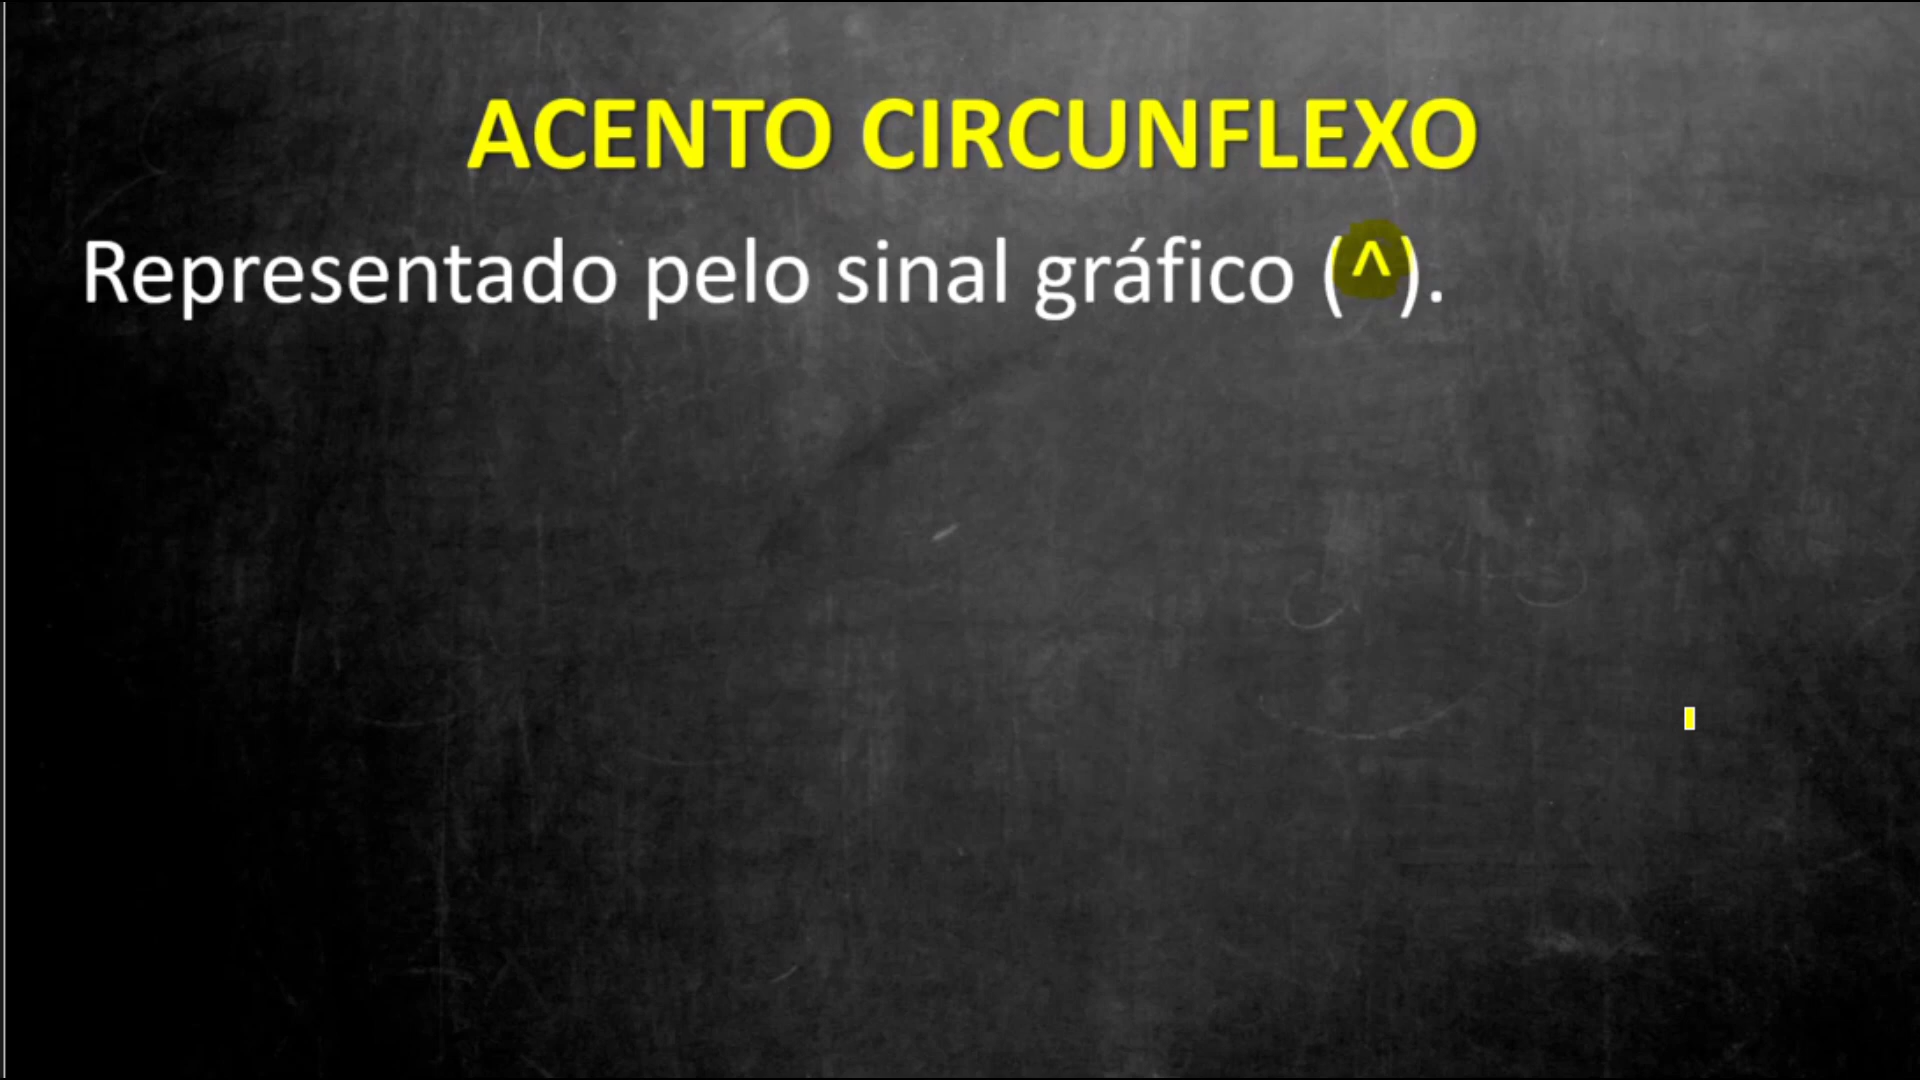 ACENTO CIRCUNFLEXO
Representado pelo sinal gráfico (^).